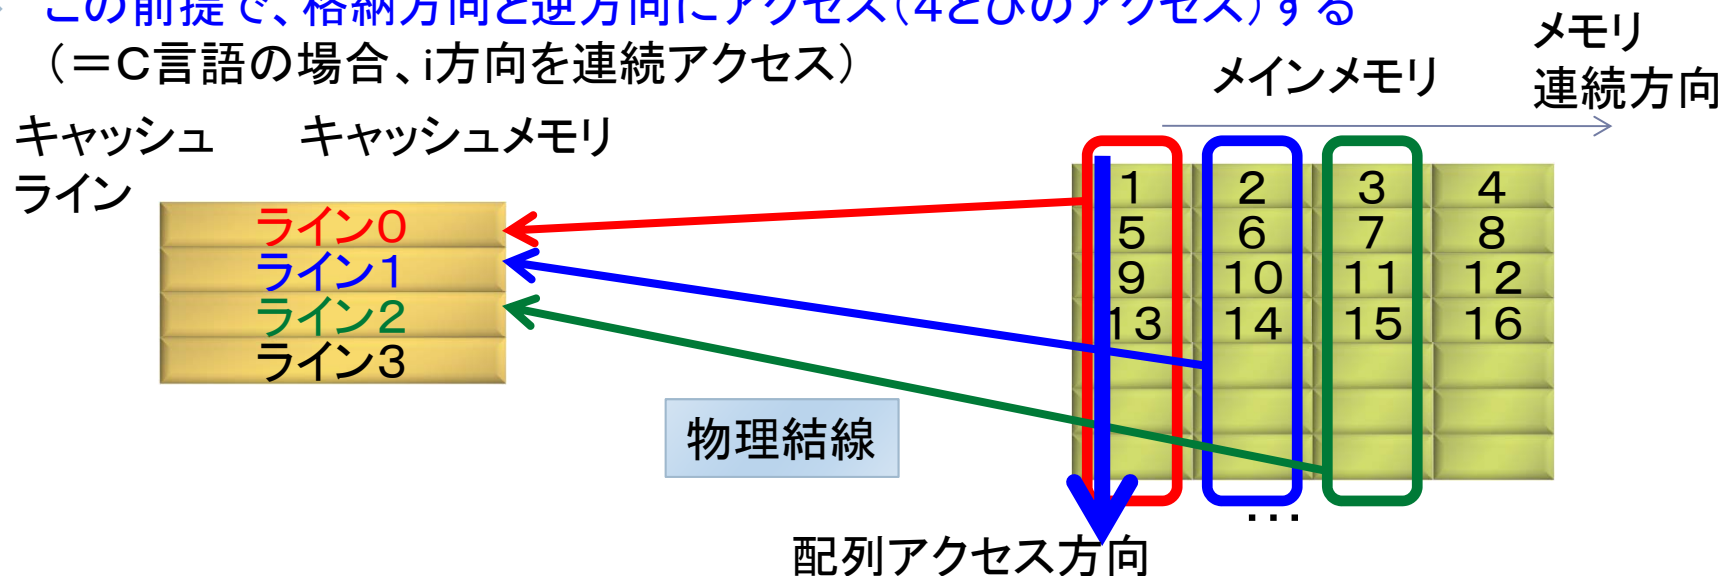 この前提で、格納方向と逆方向にアクセス(4とびのアクセス)する
(=C言語の場合、i方向を連続アクセス)
メインメモリ
メモリ
連続方向
キャッシュ
ライン
キャッシュメモリ
ライン0
ライン1
ライン2
ライン3
1 2 3 4
5 6 7 8
9 10 11 12
13 14 15 16
物理結線
…
配列アクセス方向